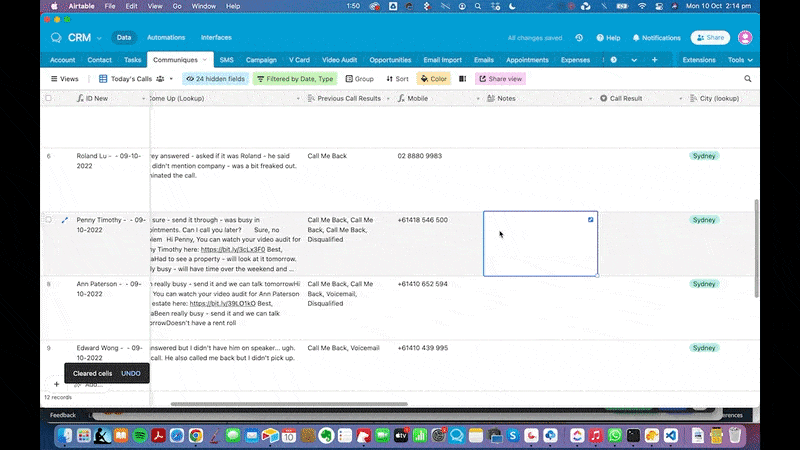 Airtable File Edit View Go Window Help 1:50 Mon 10 Oct 2:14 pm
CRM Data Automations Interfaces All changes saved Help Notifications Share
Account Contact Tasks Communiques SMS Campaign V Card Video Audit Opportunities Email Import Emails Appointments Expenses Extensions Tools
Views Today's Calls 24 hidden fields Filtered by Date, Type Group Sort Color Share view
ID New Come Up (Lookup) Previous Call Results Mobile Notes Call Result City (lookup)
6 Roland Lu - - 09-10-2022
ey answered - asked if it was Roland - he said
didn't mention company - was a bit freaked out.
minated the call.
Call Me Back
02 8880 9983
Sydney
Penny Timothy - - 09-10-2022
sure - send it through - was busy in
ointments. Can I call you later? Sure, no
blem Hi Penny, You can watch your video audit for
ny Timothy here: https://bit.ly/3cLx3F0 Best,
aHad to see a property - will look at it tomorrow.
lly busy - will have time over the weekend and ...
Call Me Back, Call Me
Back, Voicemail,
Call Me Back,
Disqualified
+61418 546 500
Sydney
8 Ann Paterson - - 09-10-2022
n really busy - send it and we can talk tomorrowHi
You can watch your video audit for Ann Paterson
estate here: https://bit.ly/39LO1kO Best,
aBeen really busy - send it and we can talk
orrowDoesn't have a rent roll
Call Me Back, Call Me
Back, Voicemail,
Disqualified
+61410 652 594
Sydney
9 Edward Wong - - 09-10-2022
answered but I didn't have him on speaker... ugh.
call. He also called me back but I didn't pick up.
Call Me Back, Voicemail
+61410 439 995
Sydney
Cleared cells UNDO
+ Add...
12 records
Feedback